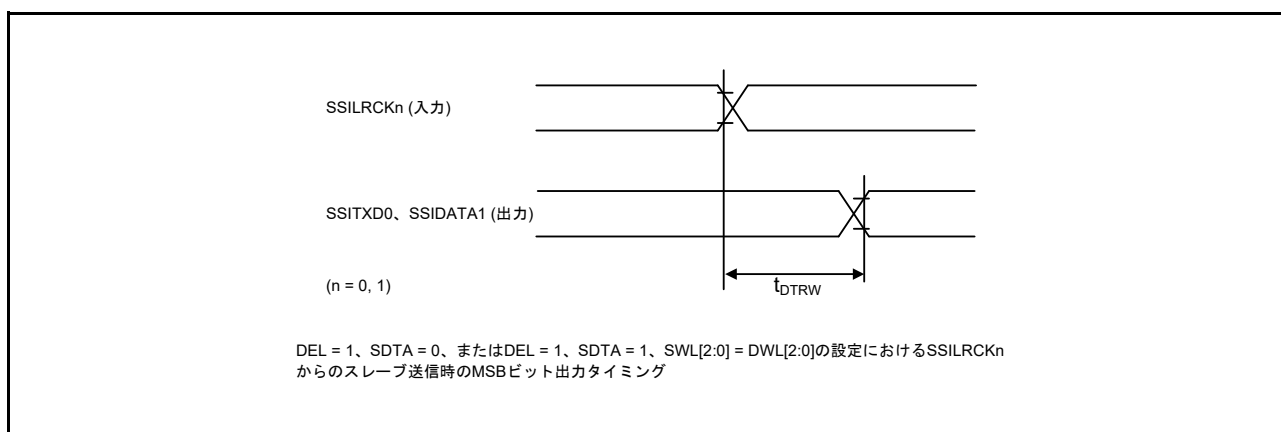 SSILRCKn (入力)
SSITXD0、SSIDATA1 (出力)
(n = 0, 1)
tDTRW
DEL = 1、SDTA = 0、またはDEL = 1、SDTA = 1、SWL[2:0] = DWL[2:0]の設定におけるSSILRCKn
からのスレーブ送信時のMSBビット出力タイミング